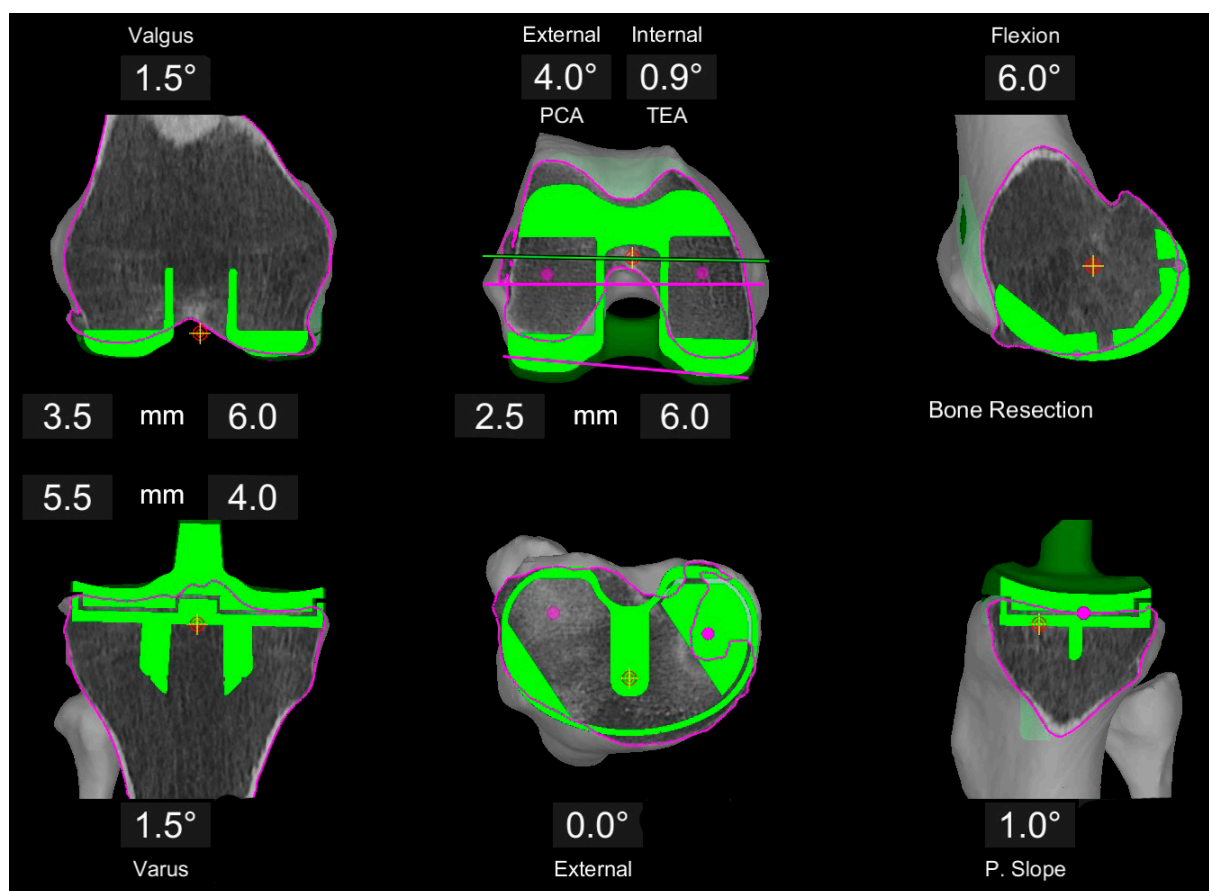 Valgus
1.5°
External Internal
4.0° 0.9°
PCA TEA
Flexion
6.0°
3.5 mm 6.0
2.5 mm 6.0
Bone Resection
5.5 mm 4.0
1.5°
Varus
0.0°
External
1.0°
P. Slope